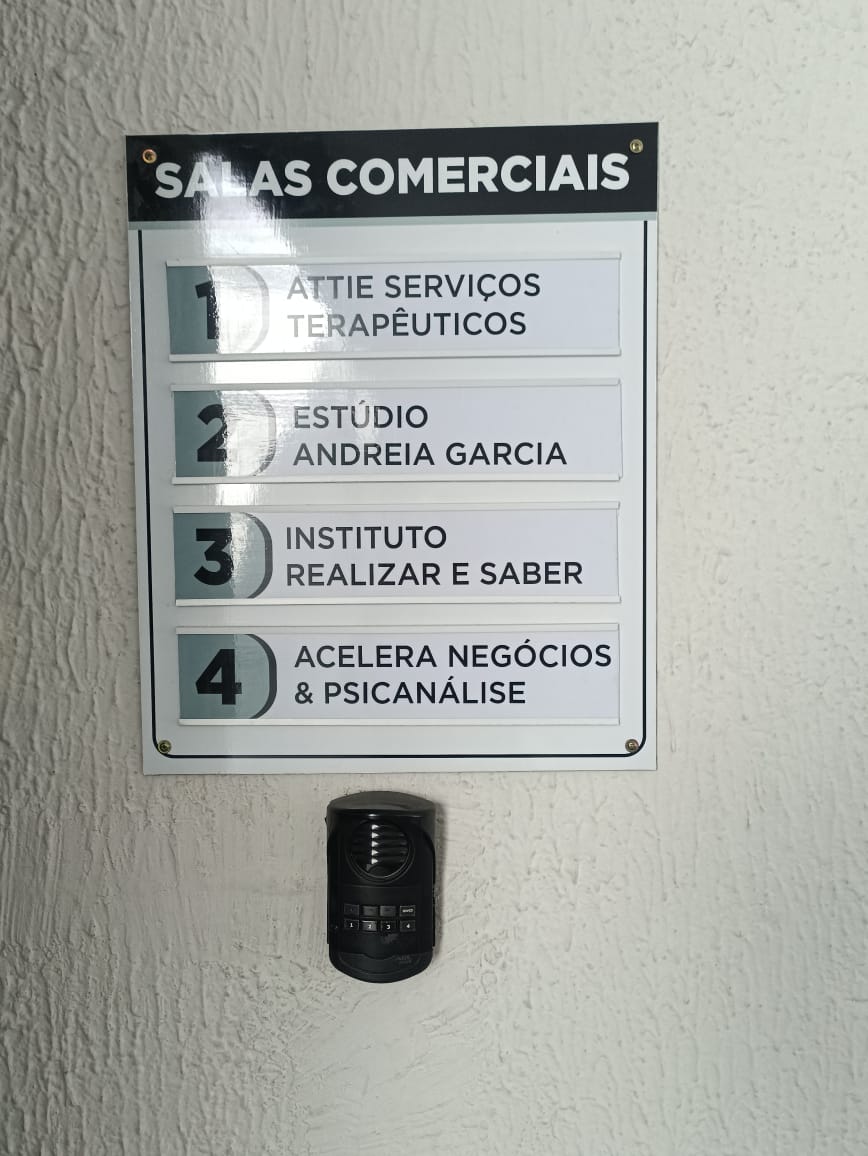 SALAS COMERCIAIS
1
ATTIE SERVIÇOS
TERAPÊUTICOS
2
ESTÚDIO
ANDREIA GARCIA
3
INSTITUTO
REALIZAR E SABER
4
ACELERA NEGÓCIOS
& PSICANÁLISE
1 2 3 4